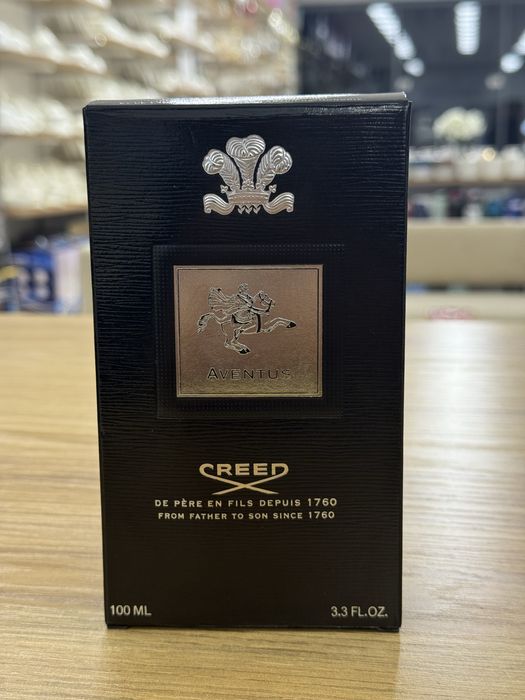 AVENTUS
CREED
DE PÈRE EN FILS DEPUIS 1760
FROM FATHER TO SON SINCE 1760
100 ML
3.3 FL.OZ.